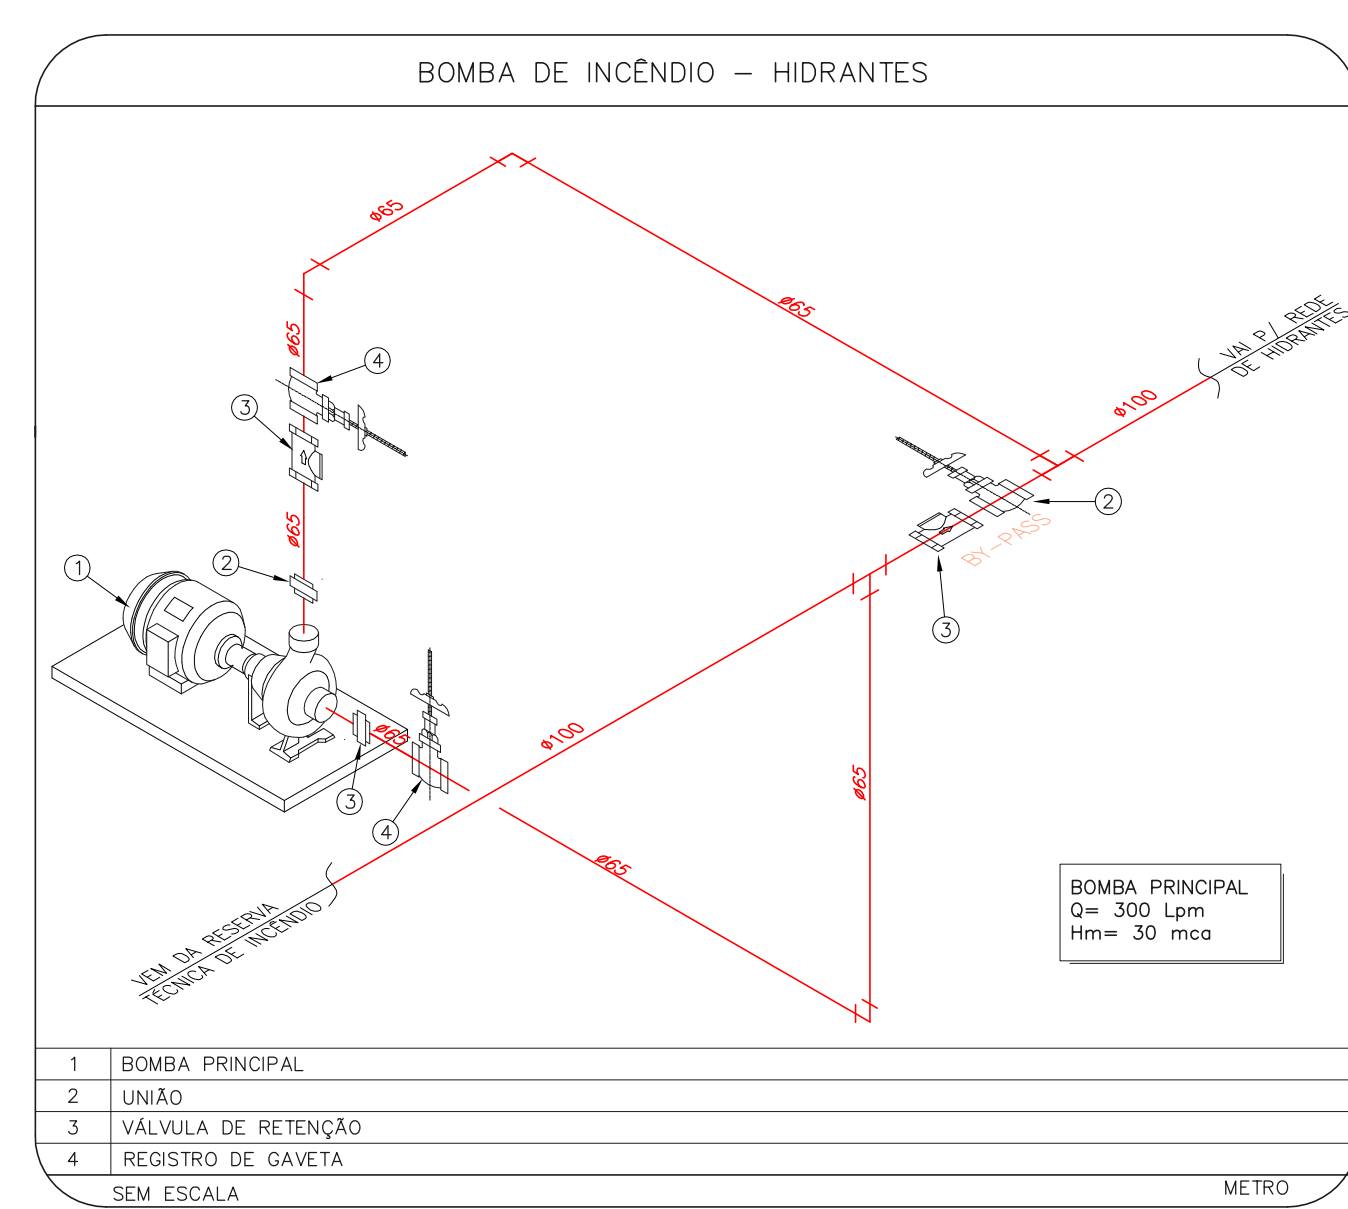 BOMBA DE INCÊNDIO – HIDRANTES
ø65
ø65
VAI P/ REDE
DE HIDRANTES
ø65
4
ø100
3
2
ø65
BY-PASS
2
1
3
ø100
ø65
ø65
3
4
ø65
BOMBA PRINCIPAL
Q= 300 Lpm
Hm= 30 mca
VEM DA RESERVA
TÉCNICA DE INCÊNDIO
1 BOMBA PRINCIPAL
2 UNIÃO
3 VÁLVULA DE RETENÇÃO
4 REGISTRO DE GAVETA
SEM ESCALA METRO